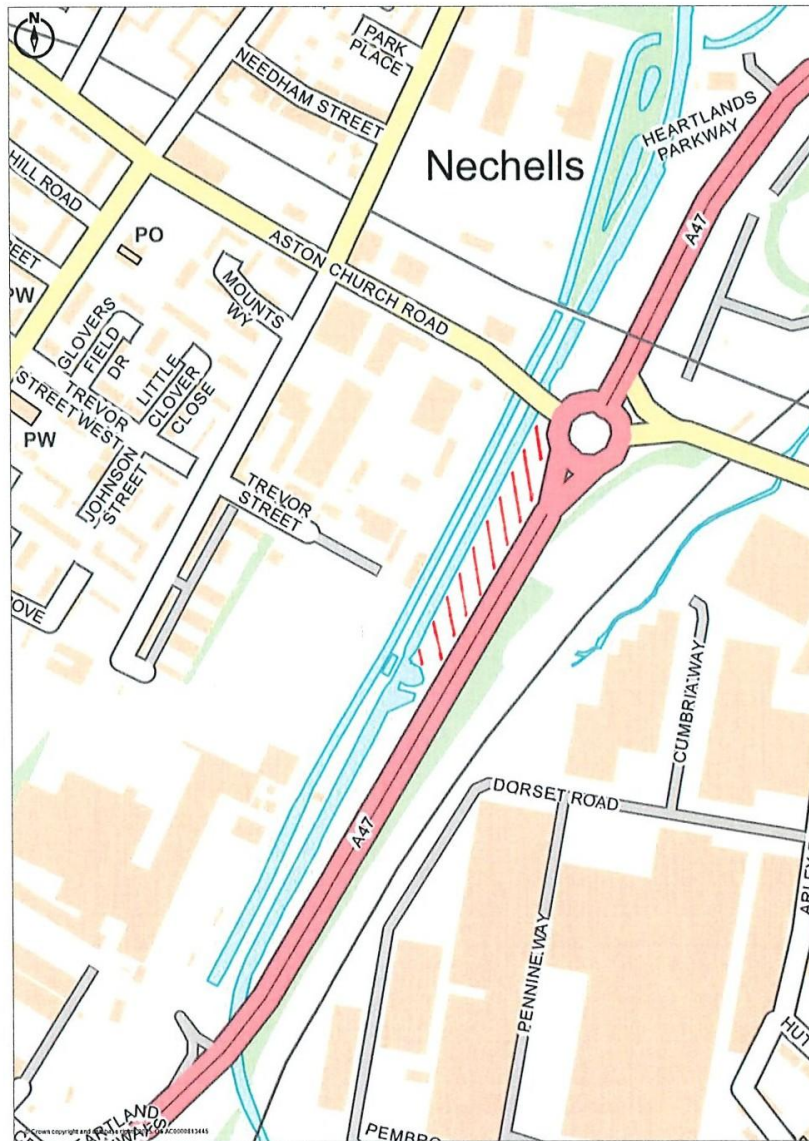 N
PARK
PLACE
NEEDHAM STREET
HEARTLANDS
PARKWAY
Nechells
HILL ROAD
A47
PO
ASTON CHURCH ROAD
MOUNTS
WY
GLOVERS
FIELD
DR
LITTLE
CLOVER
CLOSE
TREVOR
STREET WEST
PW
JOHNSON
STREET
TREVOR
STREET
CUMBRIA WAY
DORSET ROAD
A47
PENNINE WAY